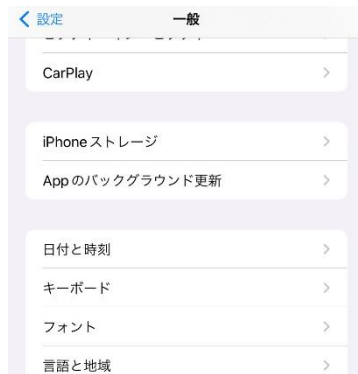 設定
一般
CarPlay
iPhoneストレージ
Appのバックグラウンド更新
日付と時刻
キーボード
フォント
言語と地域